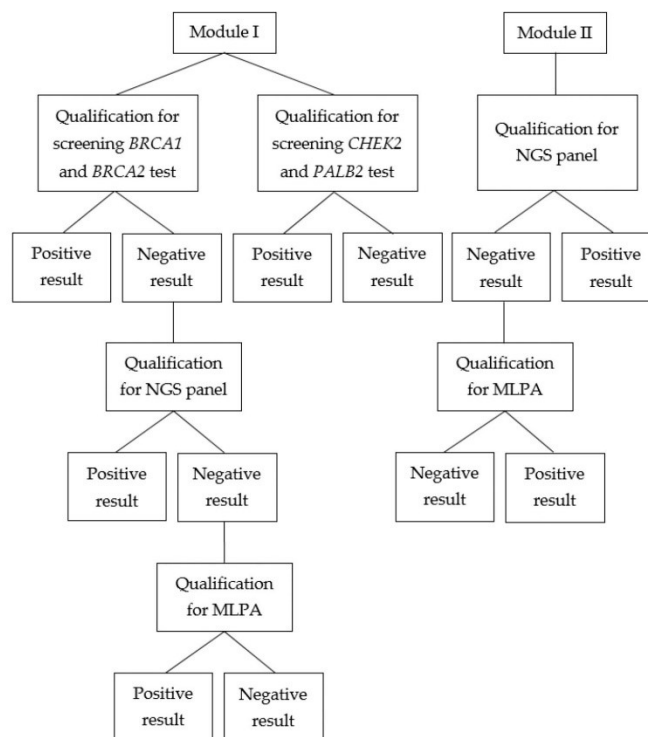 Module I
Module II
Qualification for
screening BRCA1
and BRCA2 test
Qualification for
screening CHEK2
and PALB2 test
Qualification for
NGS panel
Positive
result
Negative
result
Positive
result
Negative
result
Negative
result
Positive
result
Qualification
for NGS panel
Qualification
for MLPA
Positive
result
Negative
result
Negative
result
Positive
result
Qualification
for MLPA
Positive
result
Negative
result